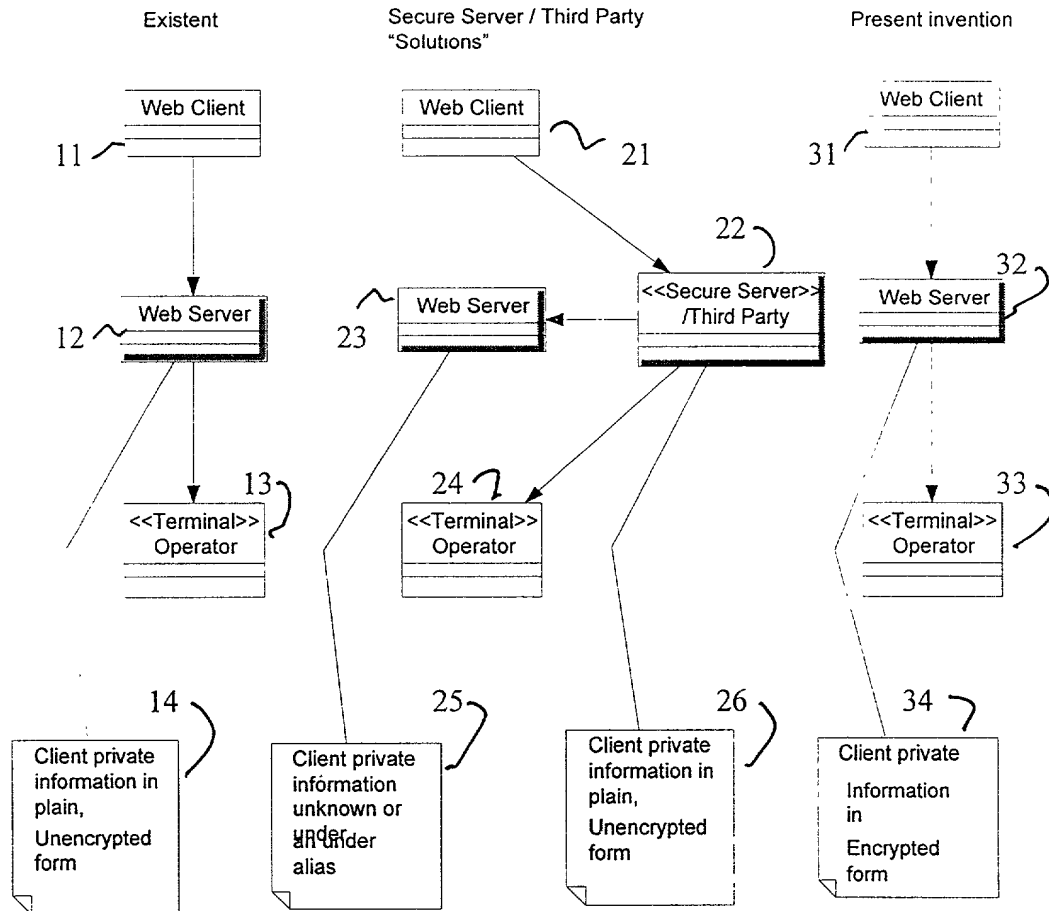 Existent
Secure Server / Third Party
"Solutions"
Present invention
Web Client
11
Web Client
21
Web Client
31
22
Web Server
12
23
Web Server
<<Secure Server>>
/Third Party
Web Server
32
13
<<Terminal>>
Operator
24
<<Terminal>>
Operator
33
<<Terminal>>
Operator
14
Client private
information in
plain,
Unencrypted
form
25
Client private
information
unknown or
under
an under
alias
26
Client private
information in
plain,
Unencrypted
form
34
Client private
Information
in
Encrypted
form